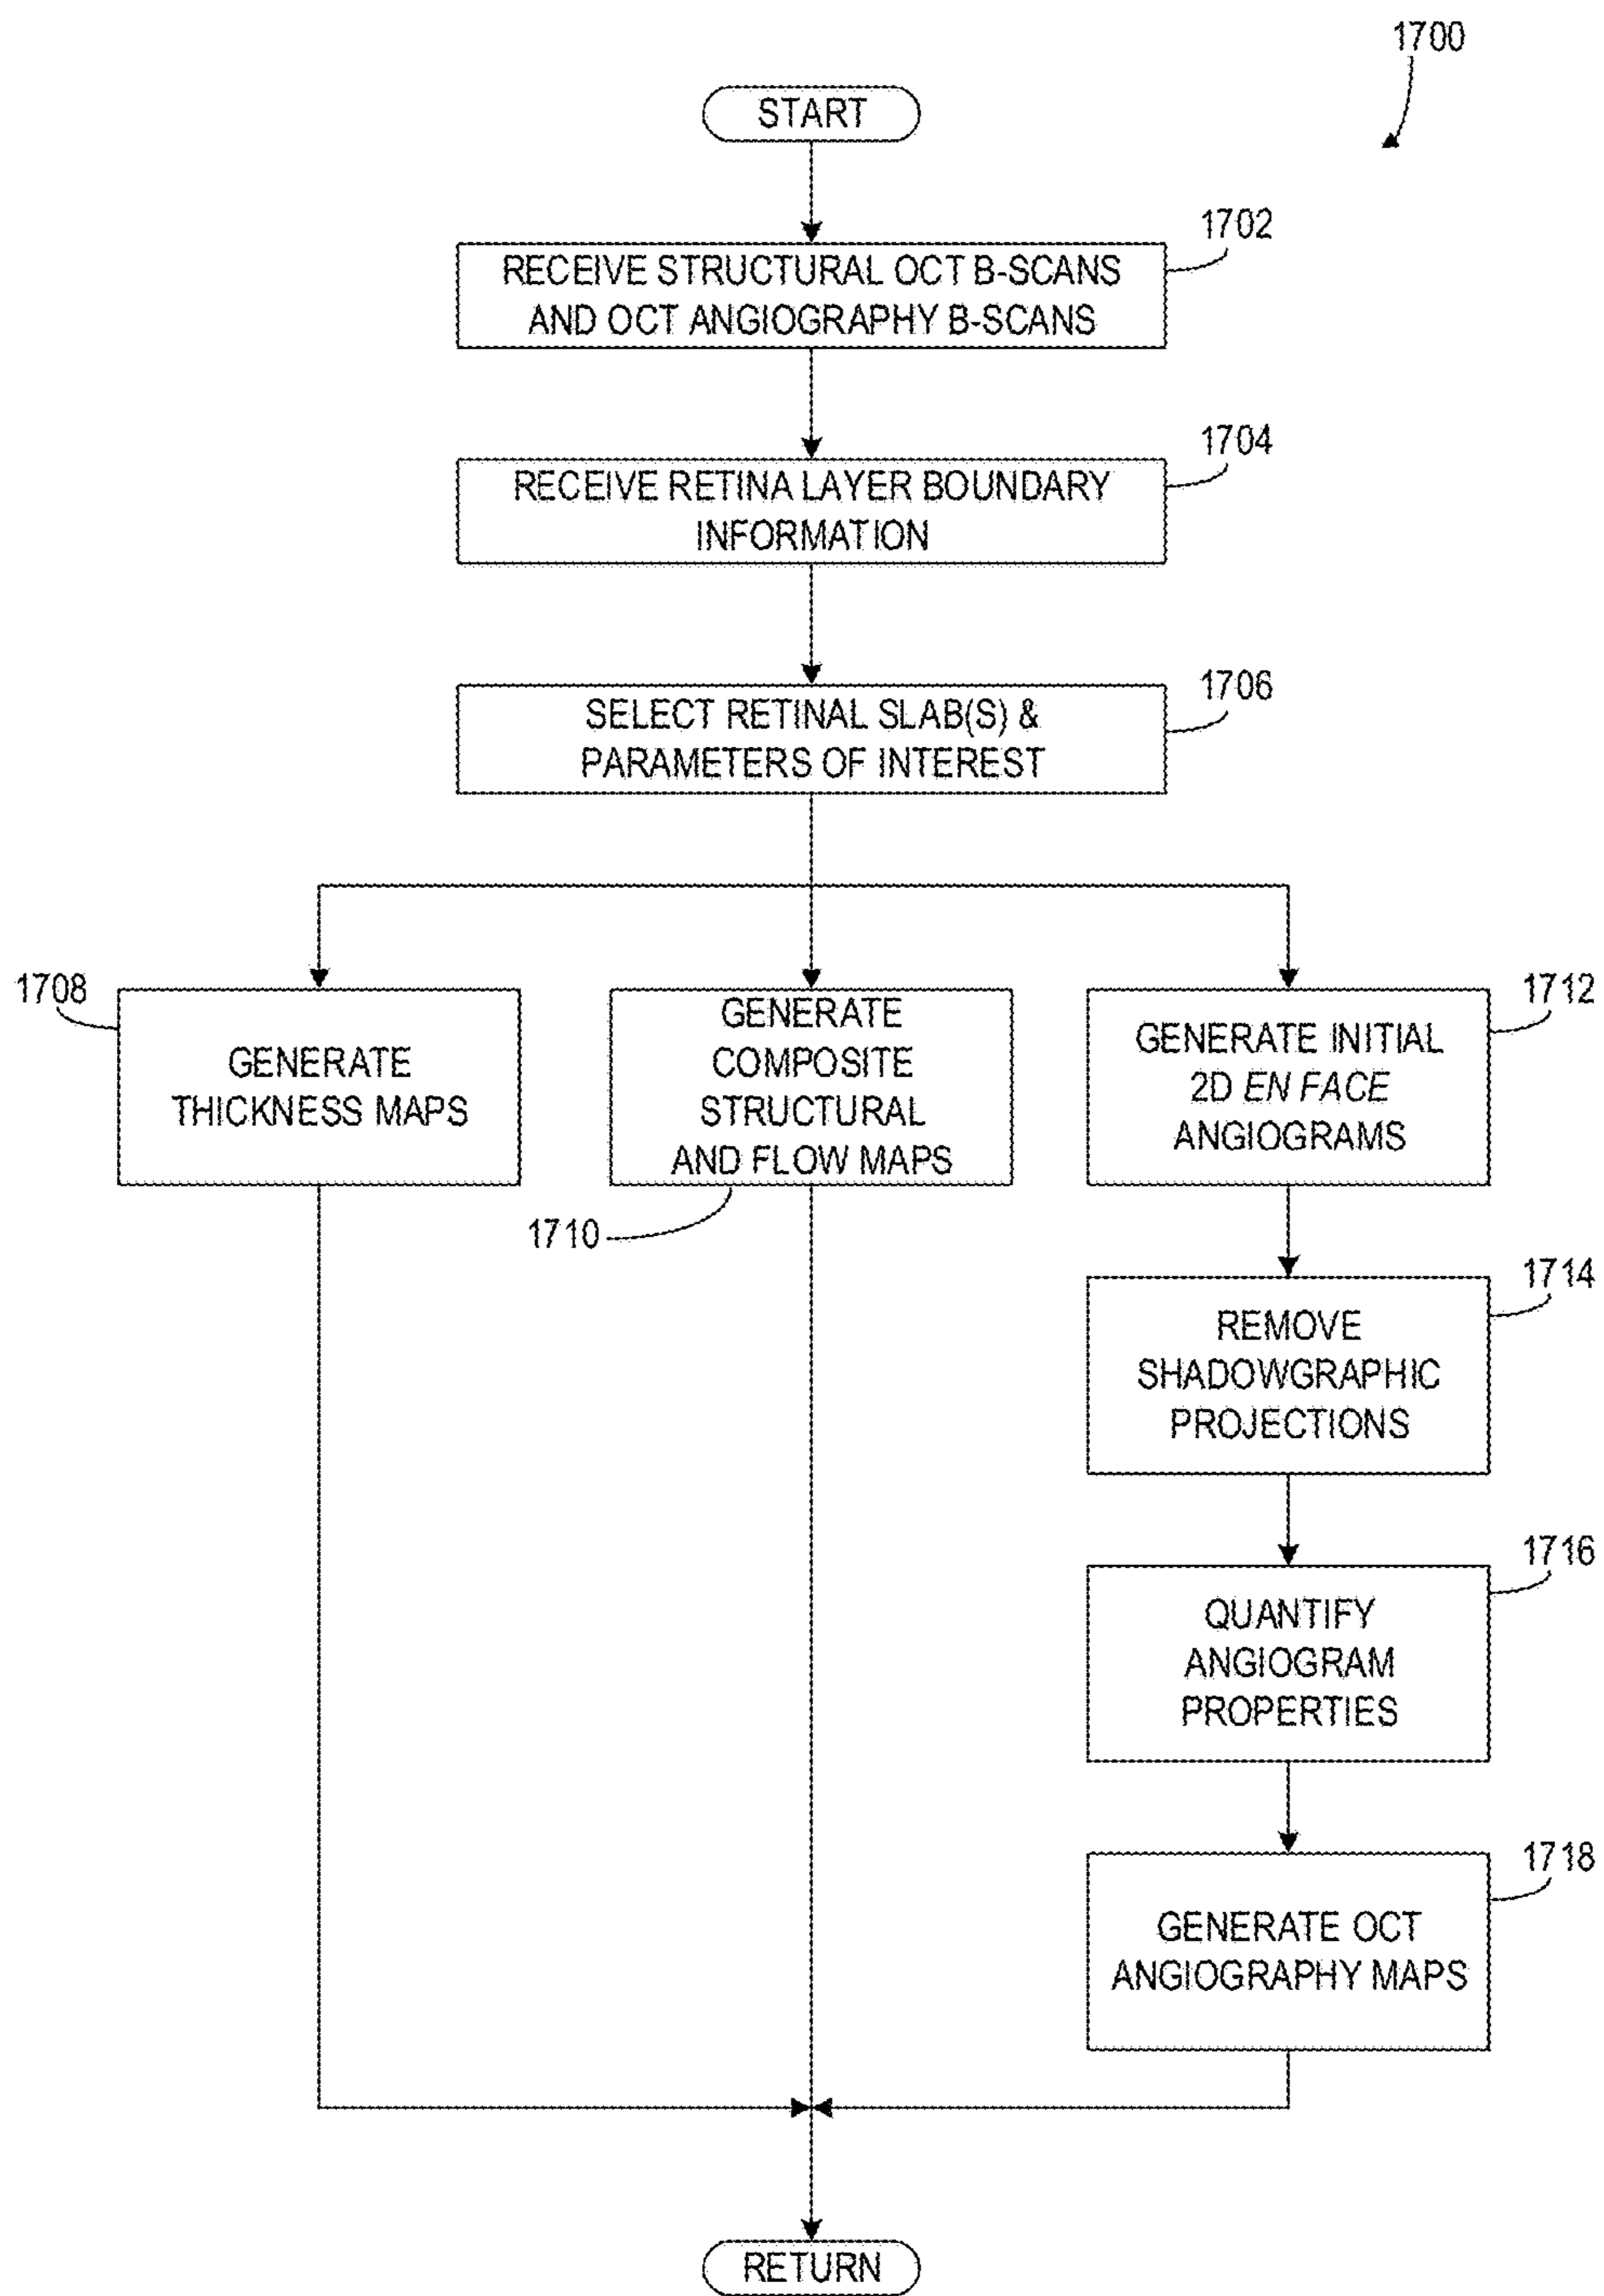 1700
START
1702
RECEIVE STRUCTURAL OCT B-SCANS
AND OCT ANGIOGRAPHY B-SCANS
1704
RECEIVE RETINA LAYER BOUNDARY
INFORMATION
1706
SELECT RETINAL SLAB(S) &
PARAMETERS OF INTEREST
1708
GENERATE
THICKNESS MAPS
GENERATE
COMPOSITE
STRUCTURAL
AND FLOW MAPS
1710
1712
GENERATE INITIAL
2D EN FACE
ANGIOGRAMS
1714
REMOVE
SHADOWGRAPHIC
PROJECTIONS
1716
QUANTIFY
ANGIOGRAM
PROPERTIES
1718
GENERATE OCT
ANGIOGRAPHY MAPS
RETURN